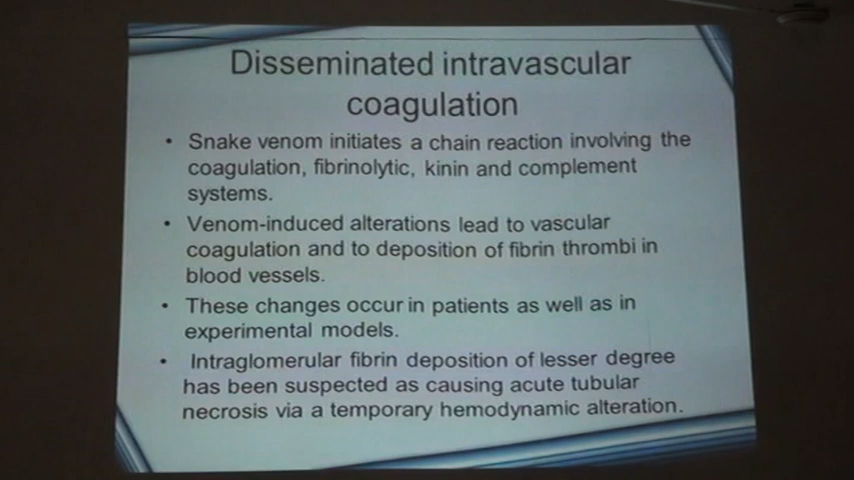 Disseminated intravascular
coagulation
• Snake venom initiates a chain reaction involving the
coagulation, fibrinolytic, kinin and complement
systems.
• Venom-induced alterations lead to vascular
coagulation and to deposition of fibrin thrombi in
blood vessels.
• These changes occur in patients as well as in
experimental models.
• Intraglomerular fibrin deposition of lesser degree
has been suspected as causing acute tubular
necrosis via a temporary hemodynamic alteration.